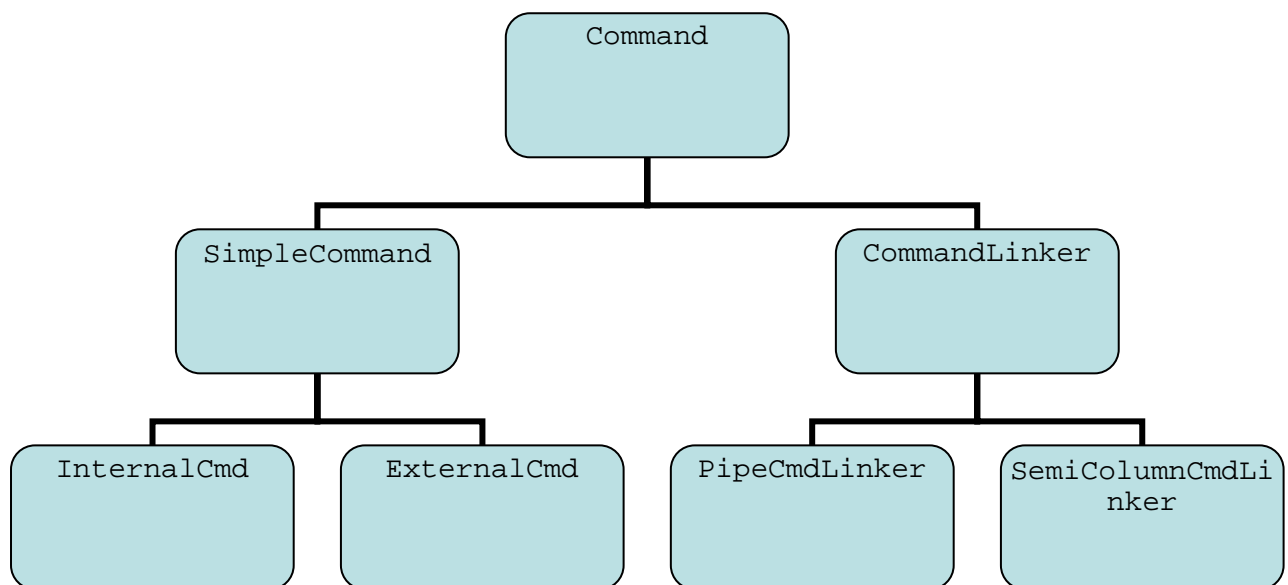 Command
SimpleCommand
CommandLinker
InternalCmd
ExternalCmd
PipeCmdLinker
SemiColumnCmdLi
nker